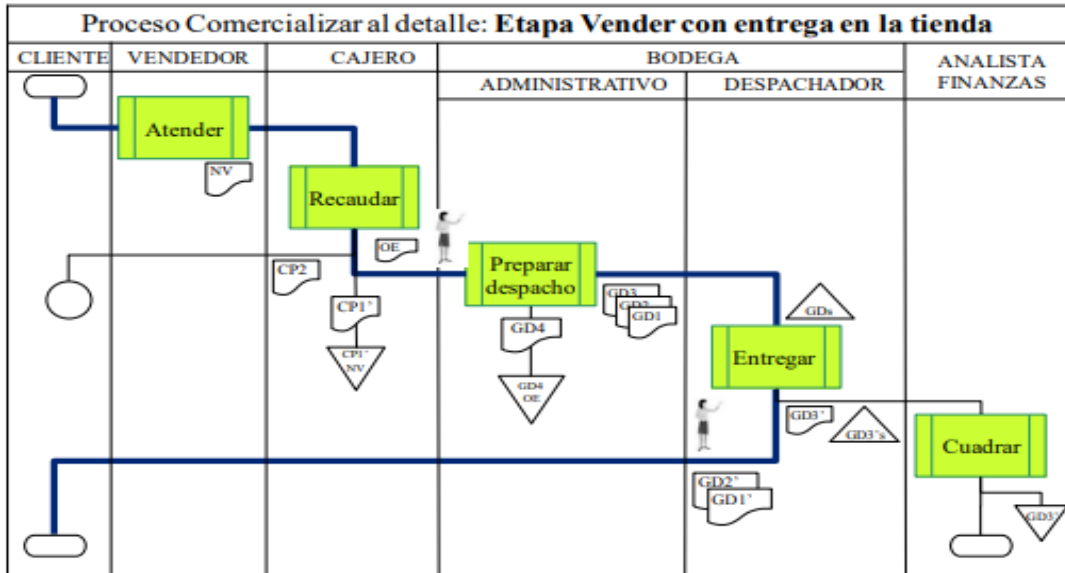 Proceso Comercializar al detalle: Etapa Vender con entrega en la tienda
CLIENTE
VENDEDOR
CAJERO
BODEGA
ADMINISTRATIVO
DESPACHADOR
ANALISTA
FINANZAS
Atender
NV
Recaudar
OE
CP2
CP1'
CP1'
NV
Preparar
despacho
GD3
GD2
GD1
GD4
GD4
OE
GDs
Entregar
GD3'
GD3's
GD2'
GD1'
Cuadrar
GD3'